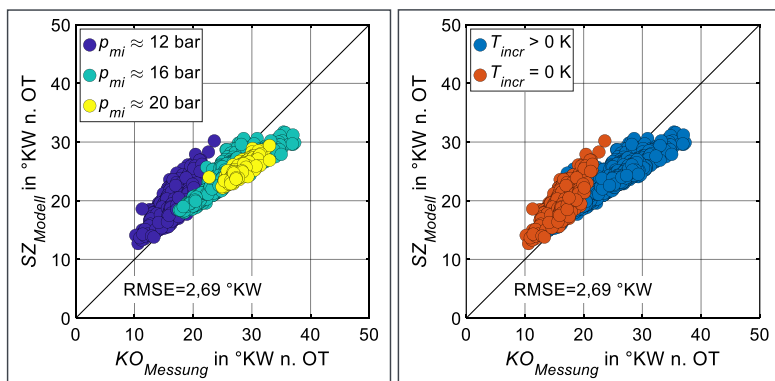 50
40
30
20
10
0
SZ_Modell in °KW n. OT
p_mi ≈ 12 bar
p_mi ≈ 16 bar
p_mi ≈ 20 bar
RMSE=2,69 °KW
0 10 20 30 40 50
KO_Messung in °KW n. OT
50
40
30
20
10
0
SZ_Modell in °KW n. OT
T_incr > 0 K
T_incr = 0 K
RMSE=2,69 °KW
0 10 20 30 40 50
KO_Messung in °KW n. OT